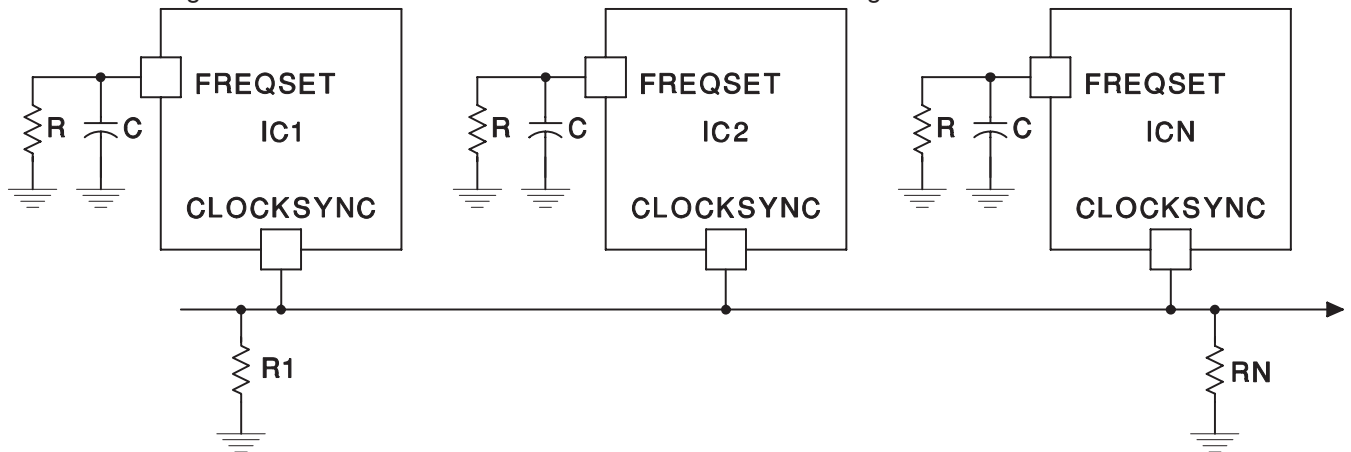 FREQSET
IC1
R
C
CLOCKSYNC
FREQSET
IC2
R
C
CLOCKSYNC
FREQSET
ICN
R
C
CLOCKSYNC
R1
RN